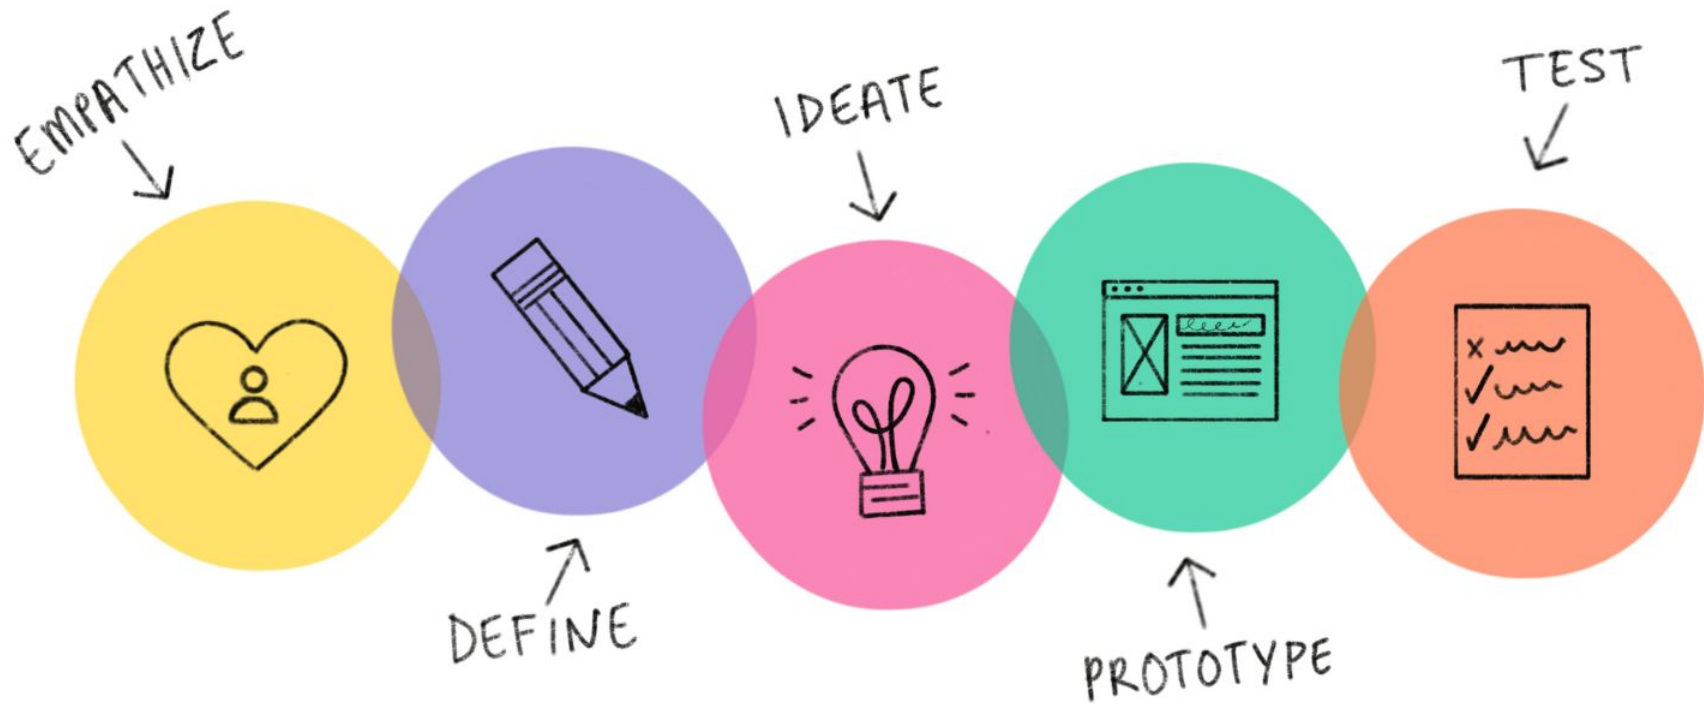 EMPATHIZE
DEFINE
IDEATE
PROTOTYPE
TEST